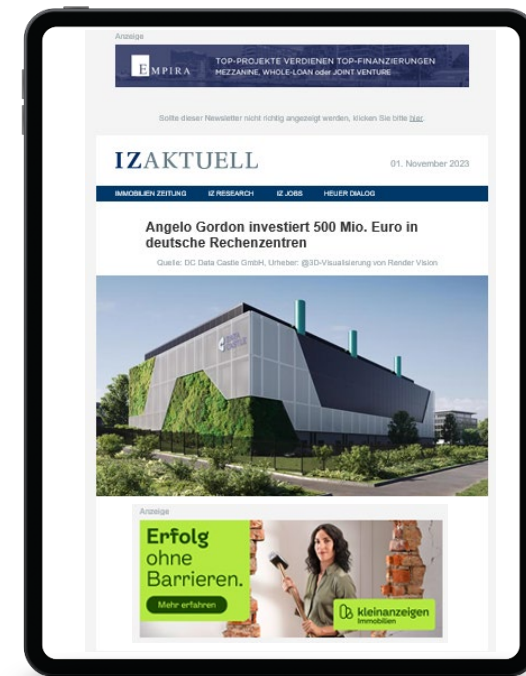 Anzeige
EMPIRA
TOP-PROJEKTE VERDIENEN TOP-FINANZIERUNGEN
MEZZANINE, WHOLE-LOAN oder JOINT VENTURE
Sollte dieser Newsletter nicht richtig angezeigt werden, klicken Sie bitte hier.
IZAKTUELL
01. November 2023
IMMOBILIEN ZEITUNG IZ RESEARCH IZ JOBS HEUER DIALOG
Angelo Gordon investiert 500 Mio. Euro in
deutsche Rechenzentren
Quelle: DC Data Castle GmbH, Urheber: @3D-Visualisierung von Render Vision
DATA
CASTLE
Anzeige
Erfolg
ohne
Barrieren.
Mehr erfahren
kleinanzeigen
Immobilien